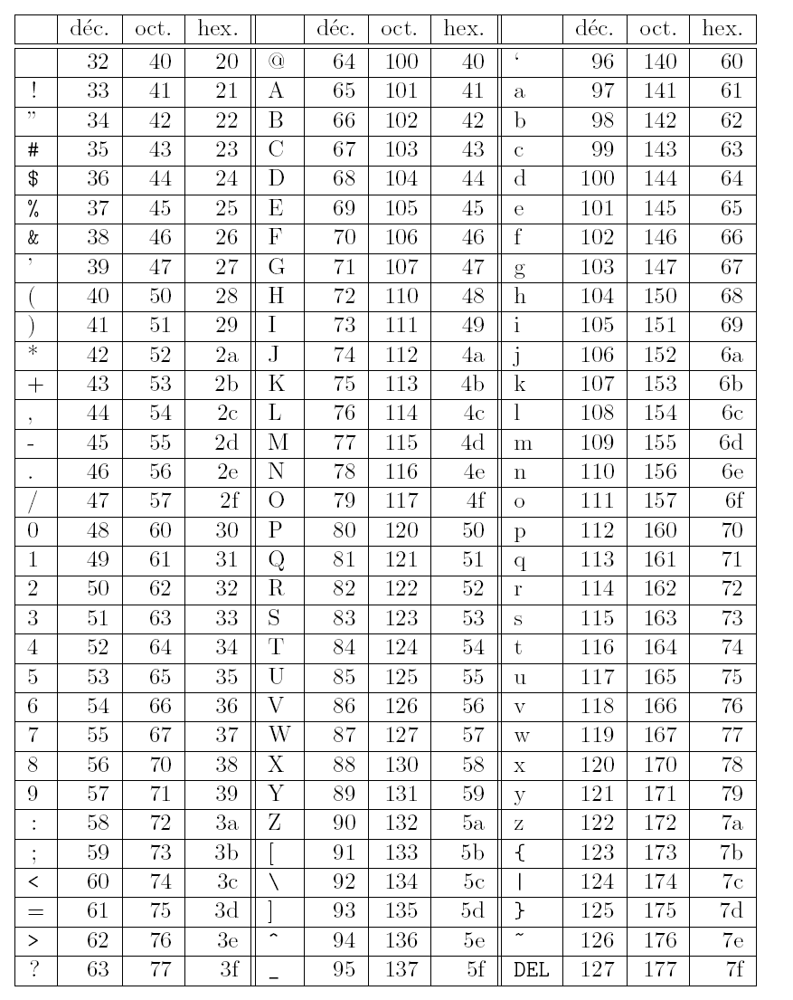 déc. oct. hex. déc. oct. hex. déc. oct. hex.
32 40 20 @ 64 100 40 ‘ 96 140 60
! 33 41 21 A 65 101 41 a 97 141 61
” 34 42 22 B 66 102 42 b 98 142 62
# 35 43 23 C 67 103 43 c 99 143 63
$ 36 44 24 D 68 104 44 d 100 144 64
% 37 45 25 E 69 105 45 e 101 145 65
& 38 46 26 F 70 106 46 f 102 146 66
’ 39 47 27 G 71 107 47 g 103 147 67
( 40 50 28 H 72 110 48 h 104 150 68
) 41 51 29 I 73 111 49 i 105 151 69
* 42 52 2a J 74 112 4a j 106 152 6a
+ 43 53 2b K 75 113 4b k 107 153 6b
, 44 54 2c L 76 114 4c l 108 154 6c
- 45 55 2d M 77 115 4d m 109 155 6d
. 46 56 2e N 78 116 4e n 110 156 6e
/ 47 57 2f O 79 117 4f o 111 157 6f
0 48 60 30 P 80 120 50 p 112 160 70
1 49 61 31 Q 81 121 51 q 113 161 71
2 50 62 32 R 82 122 52 r 114 162 72
3 51 63 33 S 83 123 53 s 115 163 73
4 52 64 34 T 84 124 54 t 116 164 74
5 53 65 35 U 85 125 55 u 117 165 75
6 54 66 36 V 86 126 56 v 118 166 76
7 55 67 37 W 87 127 57 w 119 167 77
8 56 70 38 X 88 130 58 x 120 170 78
9 57 71 39 Y 89 131 59 y 121 171 79
: 58 72 3a Z 90 132 5a z 122 172 7a
; 59 73 3b [ 91 133 5b { 123 173 7b
< 60 74 3c \ 92 134 5c | 124 174 7c
= 61 75 3d ] 93 135 5d } 125 175 7d
> 62 76 3e ^ 94 136 5e ~ 126 176 7e
? 63 77 3f _ 95 137 5f DEL 127 177 7f